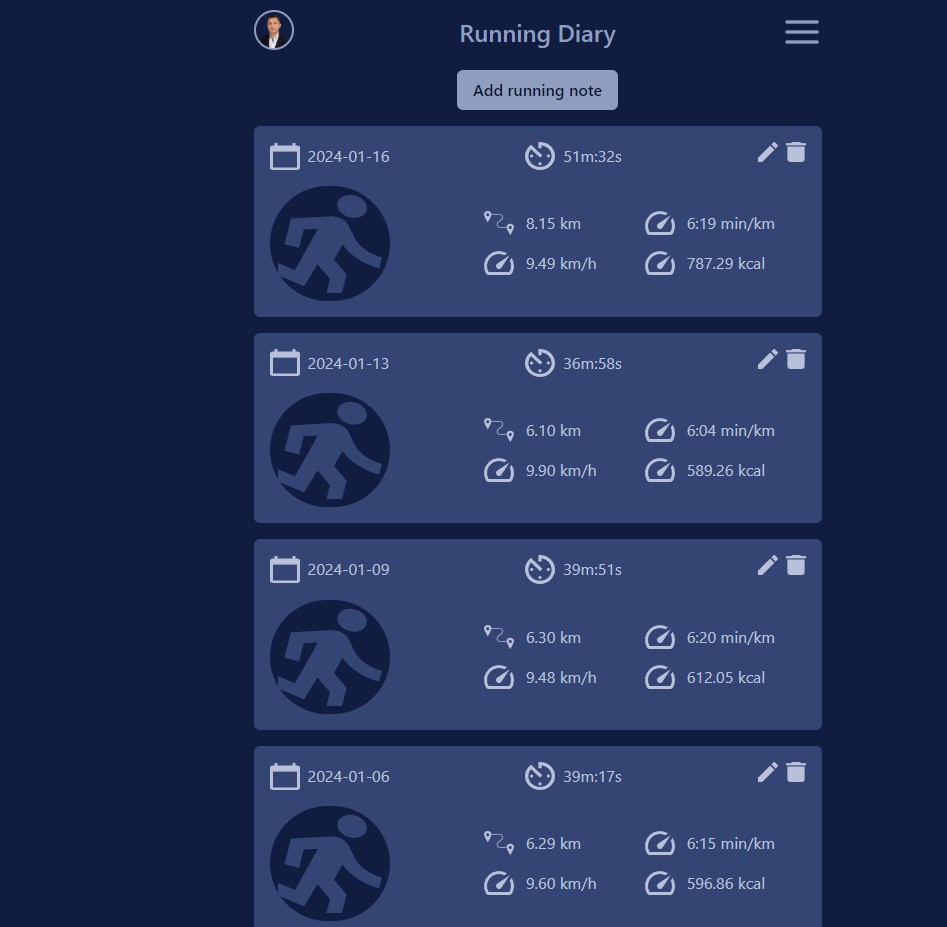 Running Diary
Add running note
2024-01-16 51m:32s
8.15 km 6:19 min/km
9.49 km/h 787.29 kcal
2024-01-13 36m:58s
6.10 km 6:04 min/km
9.90 km/h 589.26 kcal
2024-01-09 39m:51s
6.30 km 6:20 min/km
9.48 km/h 612.05 kcal
2024-01-06 39m:17s
6.29 km 6:15 min/km
9.60 km/h 596.86 kcal